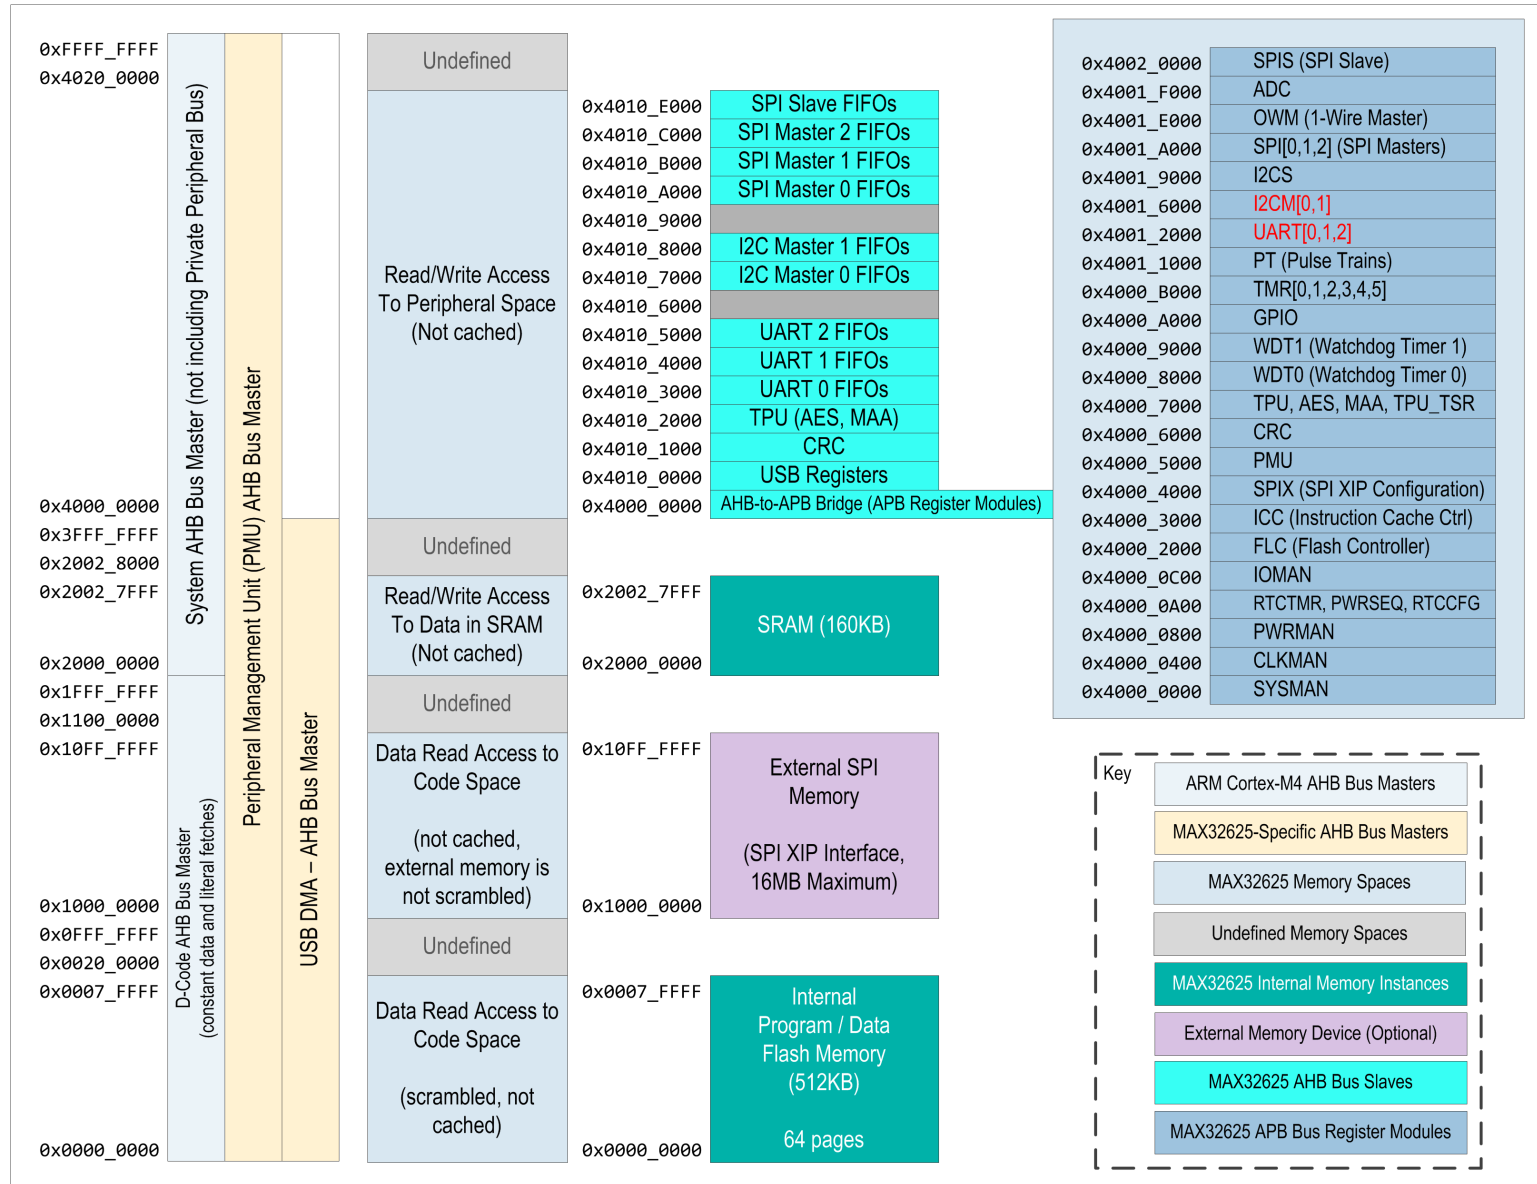 0xFFFF_FFFF
0x4020_0000
0x4000_0000
0x3FFF_FFFF
0x2002_8000
0x2002_7FFF
0x2000_0000
0x1FFF_FFFF
0x1100_0000
0x10FF_FFFF
0x1000_0000
0x0FFF_FFFF
0x0020_0000
0x0007_FFFF
0x0000_0000
System AHB Bus Master (not including Private Peripheral Bus)
D-Code AHB Bus Master
(constant data and literal fetches)
Peripheral Management Unit (PMU) AHB Bus Master
USB DMA – AHB Bus Master
Undefined
Read/Write Access
To Peripheral Space
(Not cached)
Undefined
Read/Write Access
To Data in SRAM
(Not cached)
Undefined
Data Read Access to
Code Space
(not cached,
external memory is
not scrambled)
Undefined
Data Read Access to
Code Space
(scrambled, not
cached)
0x4010_E000 SPI Slave FIFOs
0x4010_C000 SPI Master 2 FIFOs
0x4010_B000 SPI Master 1 FIFOs
0x4010_A000 SPI Master 0 FIFOs
0x4010_9000
0x4010_8000 I2C Master 1 FIFOs
0x4010_7000 I2C Master 0 FIFOs
0x4010_6000
0x4010_5000 UART 2 FIFOs
0x4010_4000 UART 1 FIFOs
0x4010_3000 UART 0 FIFOs
0x4010_2000 TPU (AES, MAA)
0x4010_1000 CRC
0x4010_0000 USB Registers
0x4000_0000 AHB-to-APB Bridge (APB Register Modules)
0x2002_7FFF
SRAM (160KB)
0x2000_0000
0x10FF_FFFF
External SPI
Memory
(SPI XIP Interface,
16MB Maximum)
0x1000_0000
0x0007_FFFF
Internal
Program / Data
Flash Memory
(512KB)
64 pages
0x0000_0000
0x4002_0000 SPIS (SPI Slave)
0x4001_F000 ADC
0x4001_E000 OWM (1-Wire Master)
0x4001_A000 SPI[0,1,2] (SPI Masters)
0x4001_9000 I2CS
0x4001_6000 I2CM[0,1]
0x4001_2000 UART[0,1,2]
0x4001_1000 PT (Pulse Trains)
0x4000_B000 TMR[0,1,2,3,4,5]
0x4000_A000 GPIO
0x4000_9000 WDT1 (Watchdog Timer 1)
0x4000_8000 WDT0 (Watchdog Timer 0)
0x4000_7000 TPU, AES, MAA, TPU_TSR
0x4000_6000 CRC
0x4000_5000 PMU
0x4000_4000 SPIX (SPI XIP Configuration)
0x4000_3000 ICC (Instruction Cache Ctrl)
0x4000_2000 FLC (Flash Controller)
0x4000_0C00 IOMAN
0x4000_0A00 RTCTMR, PWRSEQ, RTCCFG
0x4000_0800 PWRMAN
0x4000_0400 CLKMAN
0x4000_0000 SYSMAN
Key
ARM Cortex-M4 AHB Bus Masters
MAX32625-Specific AHB Bus Masters
MAX32625 Memory Spaces
Undefined Memory Spaces
MAX32625 Internal Memory Instances
External Memory Device (Optional)
MAX32625 AHB Bus Slaves
MAX32625 APB Bus Register Modules